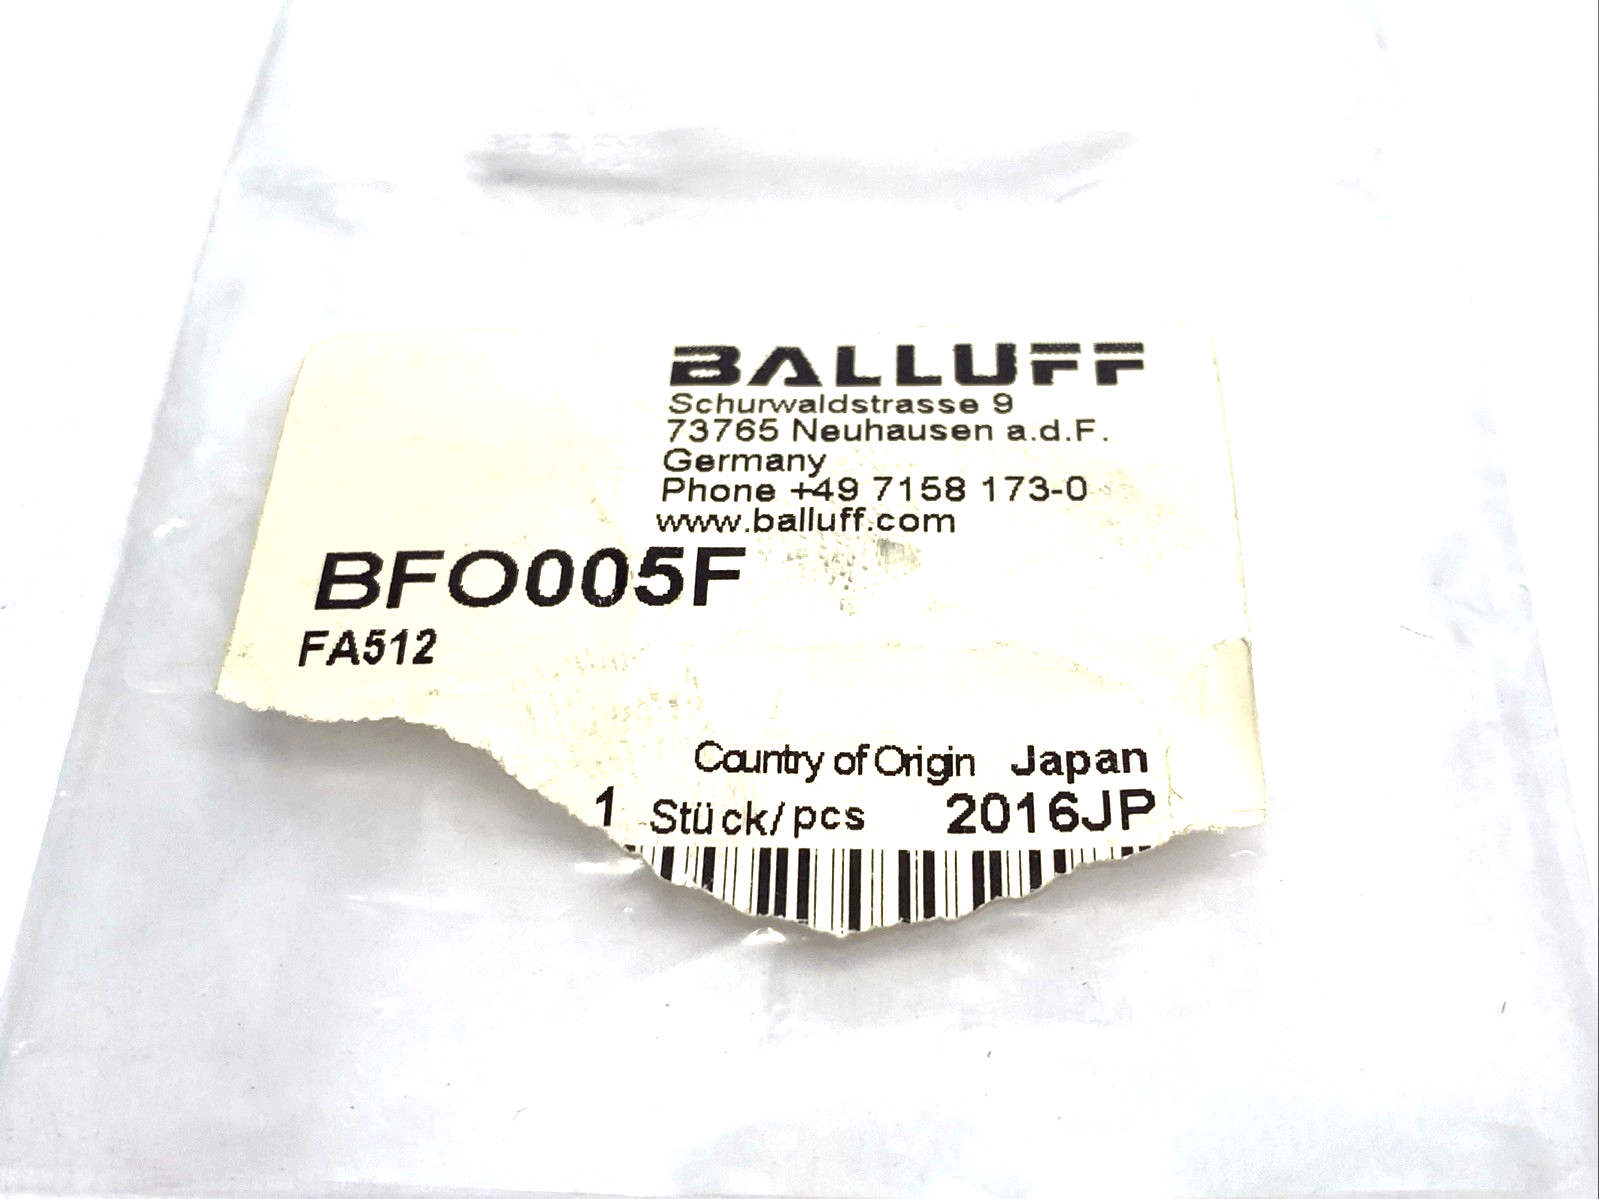 BALLUFF
Schurwaldstrasse 9
73765 Neuhausen a.d.F.
Germany
Phone +49 7158 173-0
www.balluff.com
BFO005F
FA512
Country of Origin Japan
1 Stück/pcs 2016JP